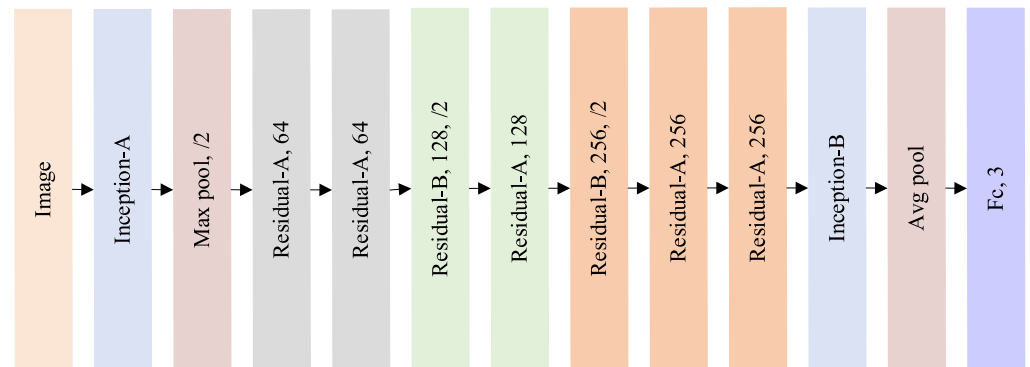 Image
Inception-A
Max pool, /2
Residual-A, 64
Residual-A, 64
Residual-B, 128, /2
Residual-A, 128
Residual-B, 256, /2
Residual-A, 256
Residual-A, 256
Inception-B
Avg pool
Fc, 3